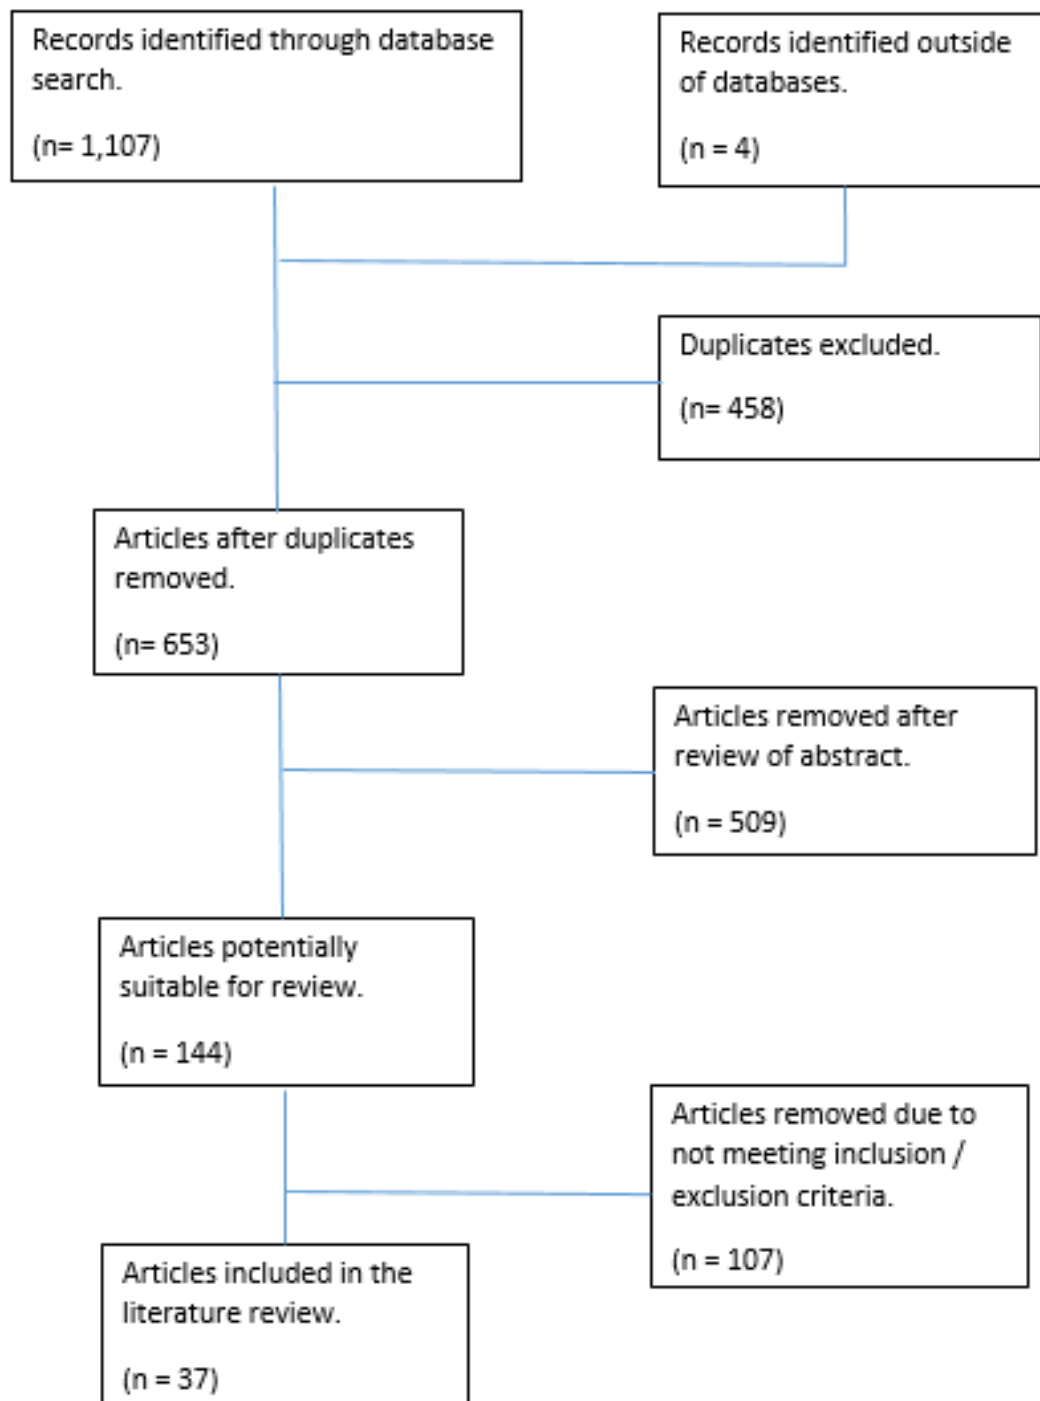 Records identified through database
search.
(n= 1,107)
Records identified outside
of databases.
(n = 4)
Duplicates excluded.
(n= 458)
Articles after duplicates
removed.
(n= 653)
Articles removed after
review of abstract.
(n = 509)
Articles potentially
suitable for review.
(n = 144)
Articles removed due to
not meeting inclusion /
exclusion criteria.
(n = 107)
Articles included in the
literature review.
(n = 37)